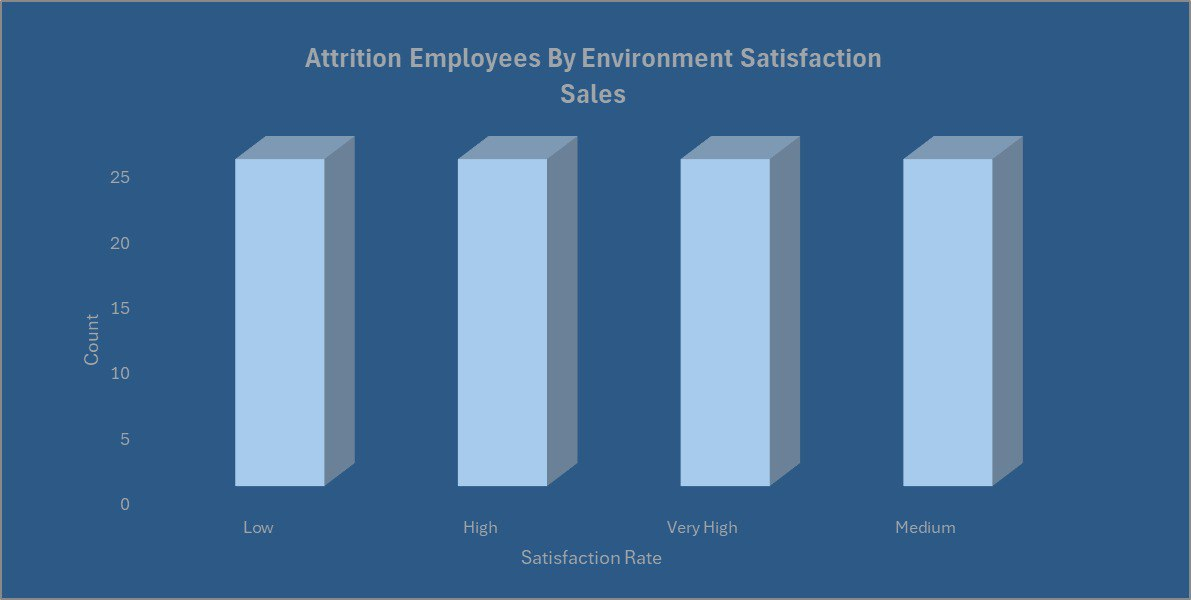 Attrition Employees By Environment Satisfaction
Sales
25
20
15
10
5
0
Count
Low
High
Very High
Medium
Satisfaction Rate